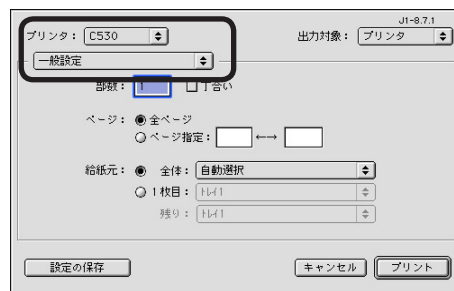 J1-8.7.1
プリンタ： C530 出力対象： プリンタ
一般設定
部数： 1 丁合い
ページ： 全ページ
ページ指定： ←→
給紙元： 全体： 自動選択
1枚目： トレイ1
残り： トレイ1
設定の保存 キャンセル プリント